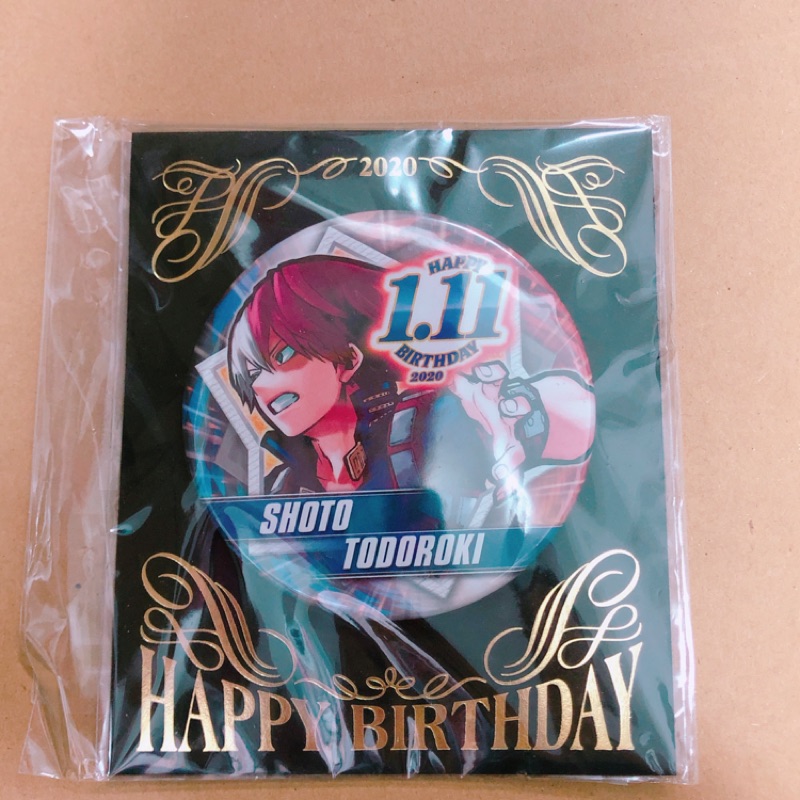 2020
HAPPY
1.11
BIRTHDAY
2020
SHOTO
TODOROKI
HAPPY BIRTHDAY